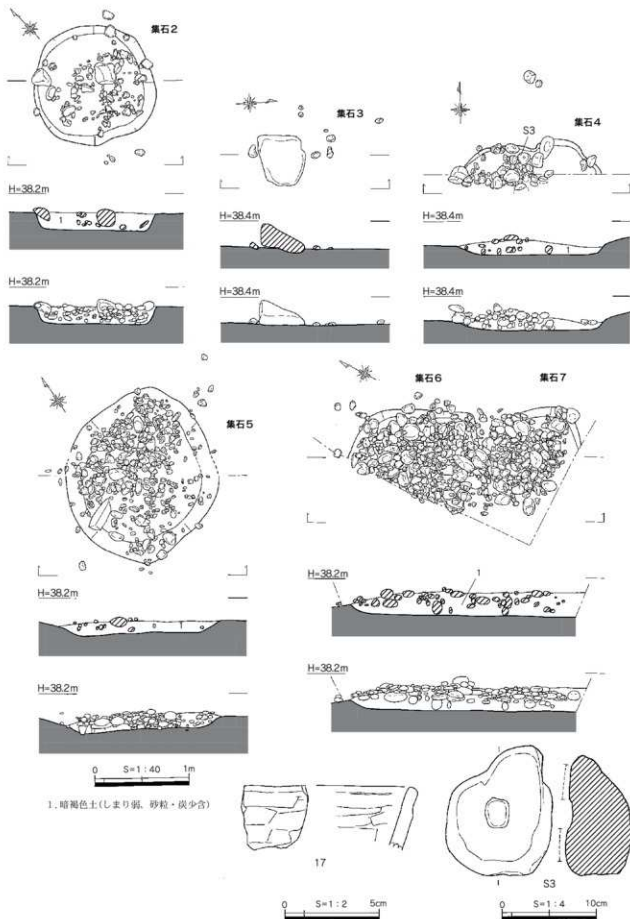 集石2
集石3
集石4
S3
H=38.2m
1
H=38.4m
H=38.4m
1
H=38.2m
H=38.4m
H=38.4m
集石5
集石6
集石7
H=38.2m
H=38.2m
1
H=38.2m
H=38.2m
0 S=1:40 1m
1. 暗褐色土(しまり弱、砂粒・炭少含)
17
S3
0 S=1:2 5cm
0 S=1:4 10cm